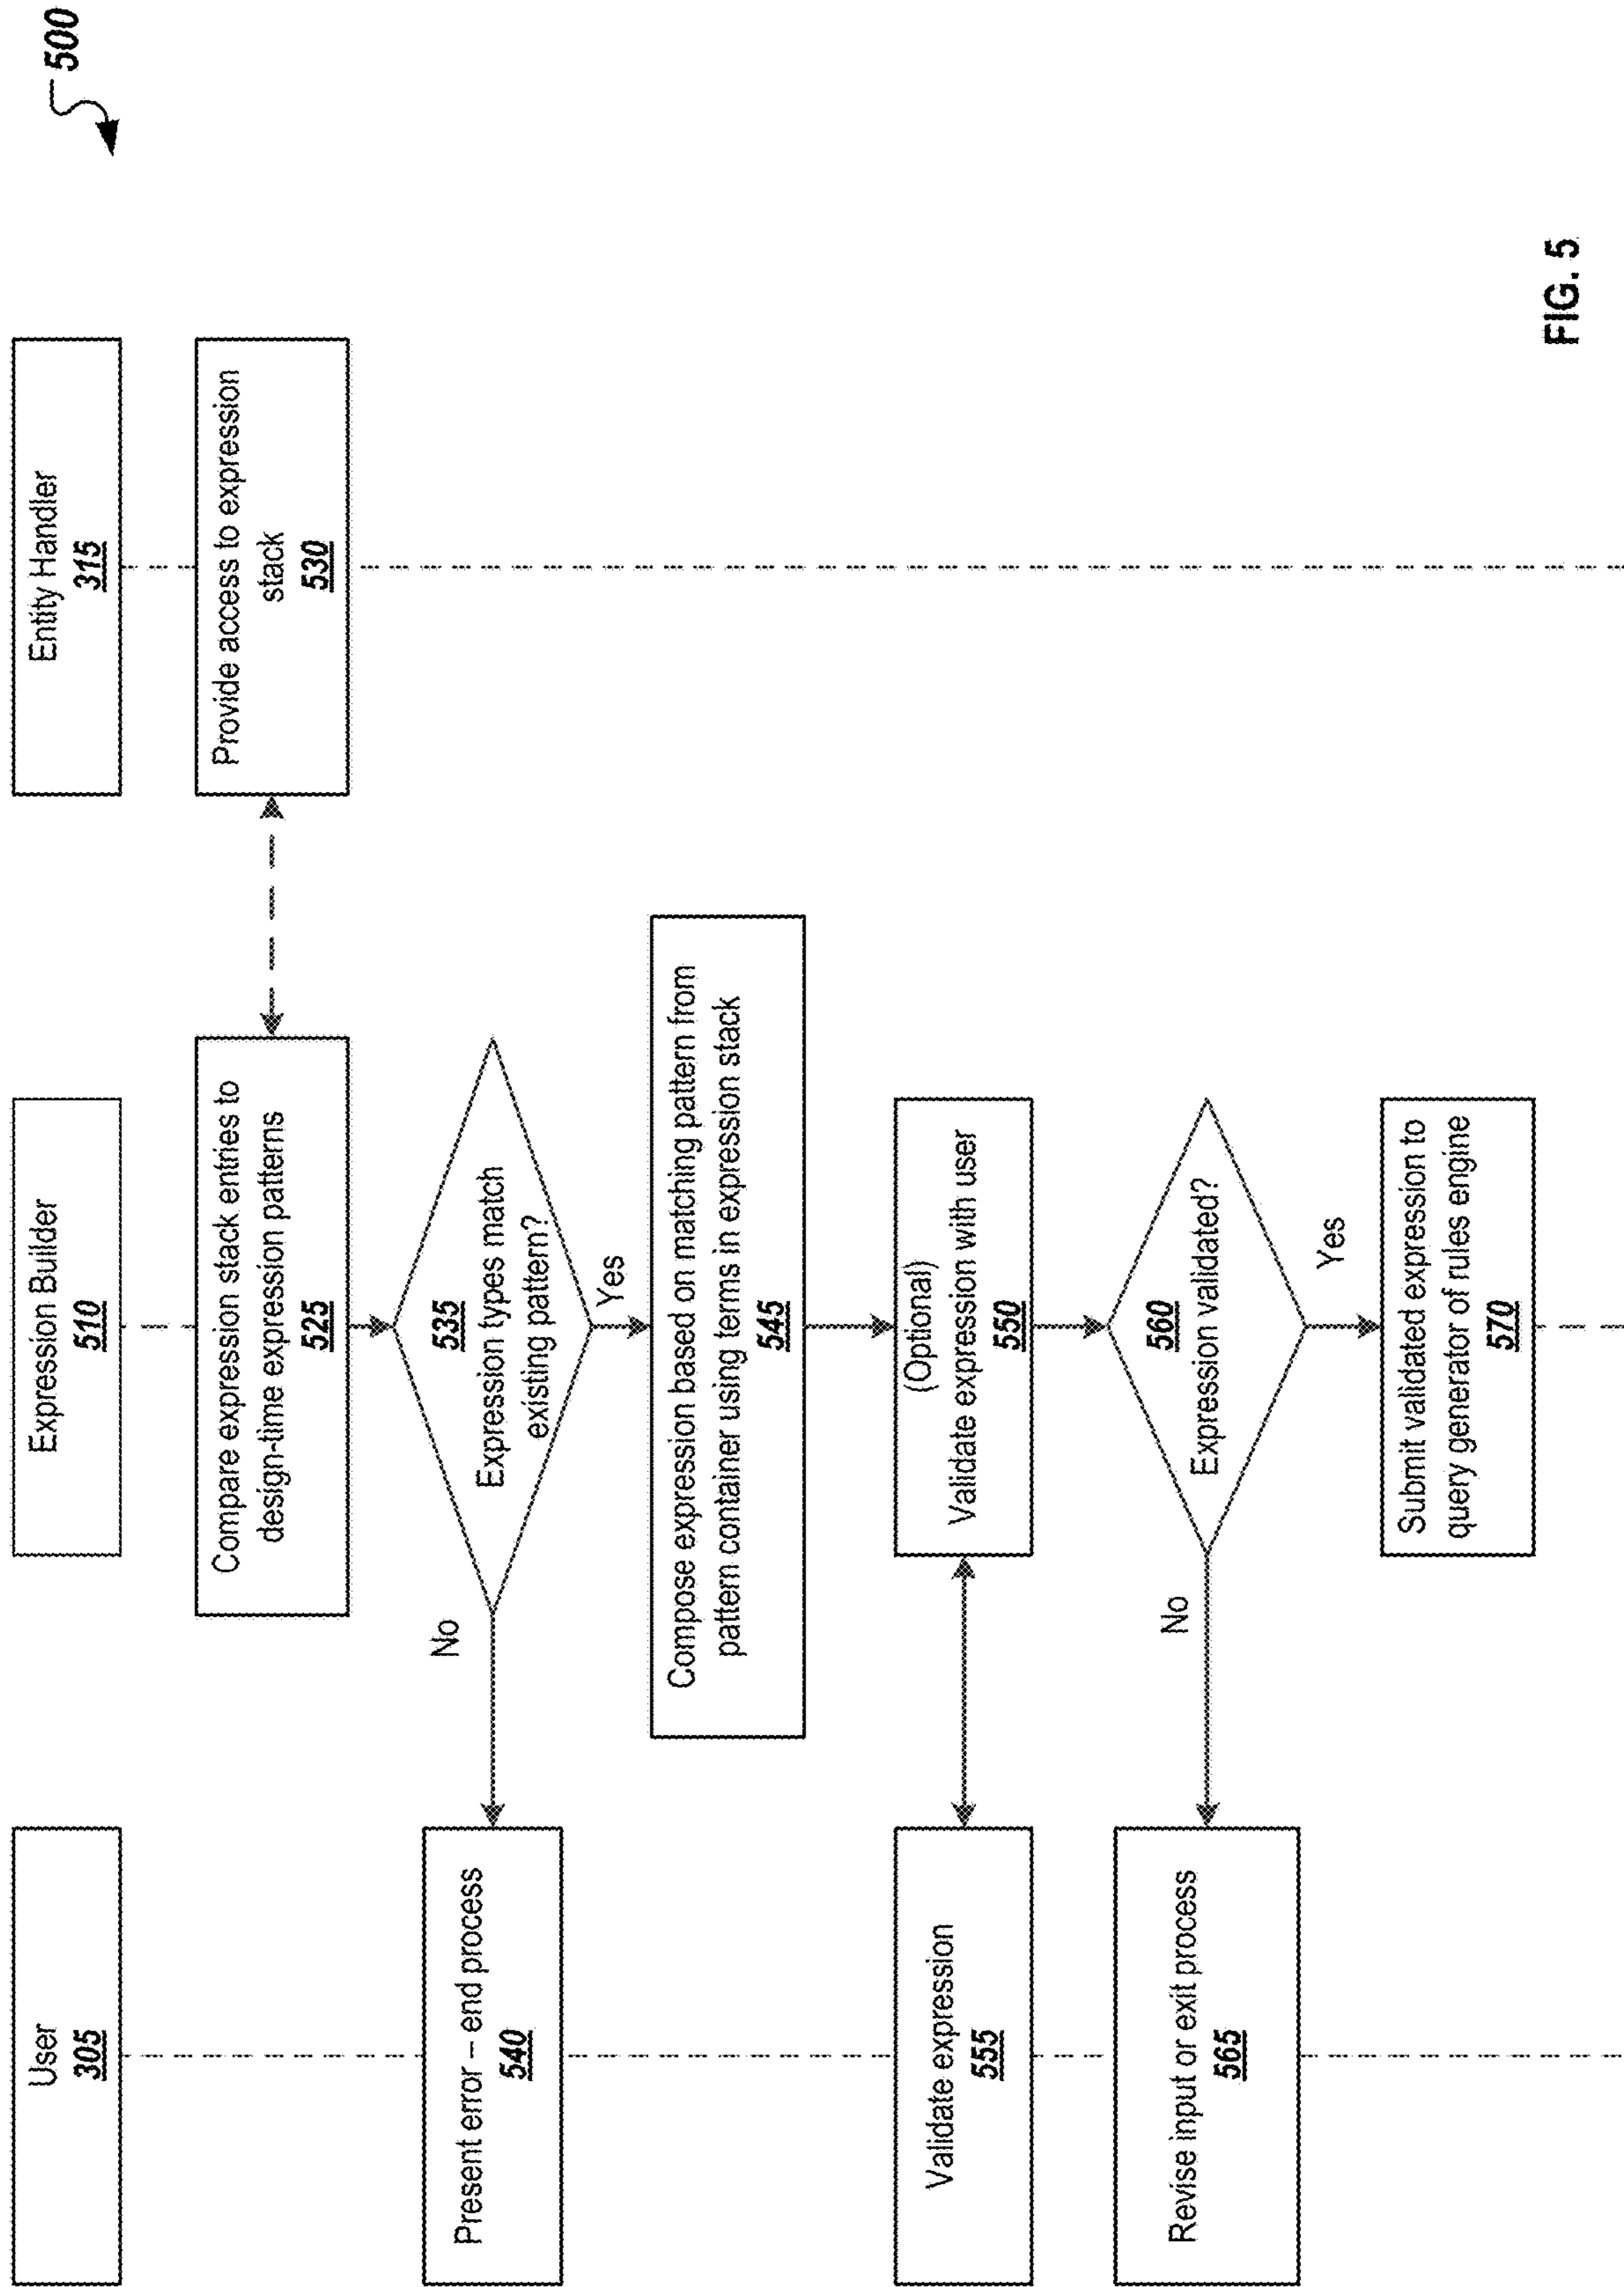 500
User
305
Expression Builder
510
Entity Handler
315
Compare expression stack entries to
design-time expression patterns
525
Provide access to expression
stack
530
535
Expression types match
existing pattern?
No
Yes
Present error – end process
540
Compose expression based on matching pattern from
pattern container using terms in expression stack
545
(Optional)
Validate expression with user
550
Validate expression
555
560
Expression validated?
No
Yes
Revise input or exit process
565
Submit validated expression to
query generator of rules engine
570
FIG. 5